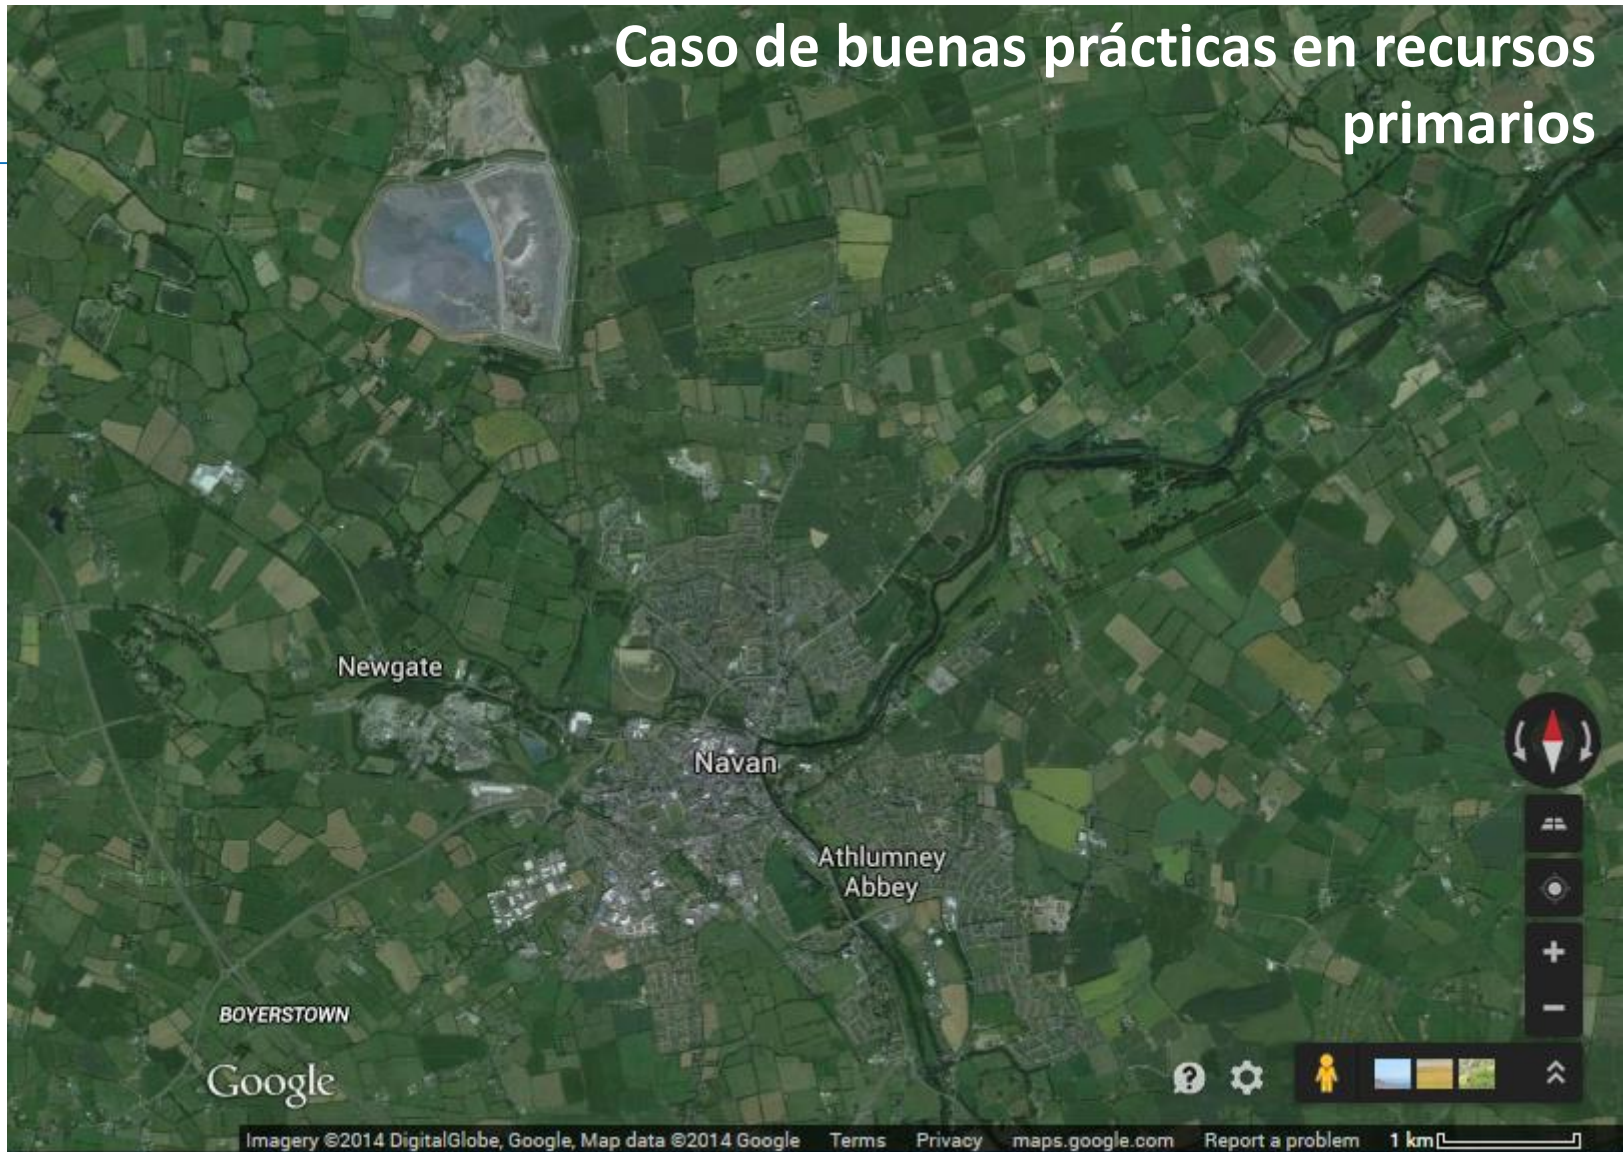 Caso de buenas prácticas en recursos
primarios
Newgate
Navan
Athlumney
Abbey
BOYERSTOWN
Google
Imagery ©2014 DigitalGlobe, Google, Map data ©2014 Google Terms Privacy maps.google.com Report a problem 1 km